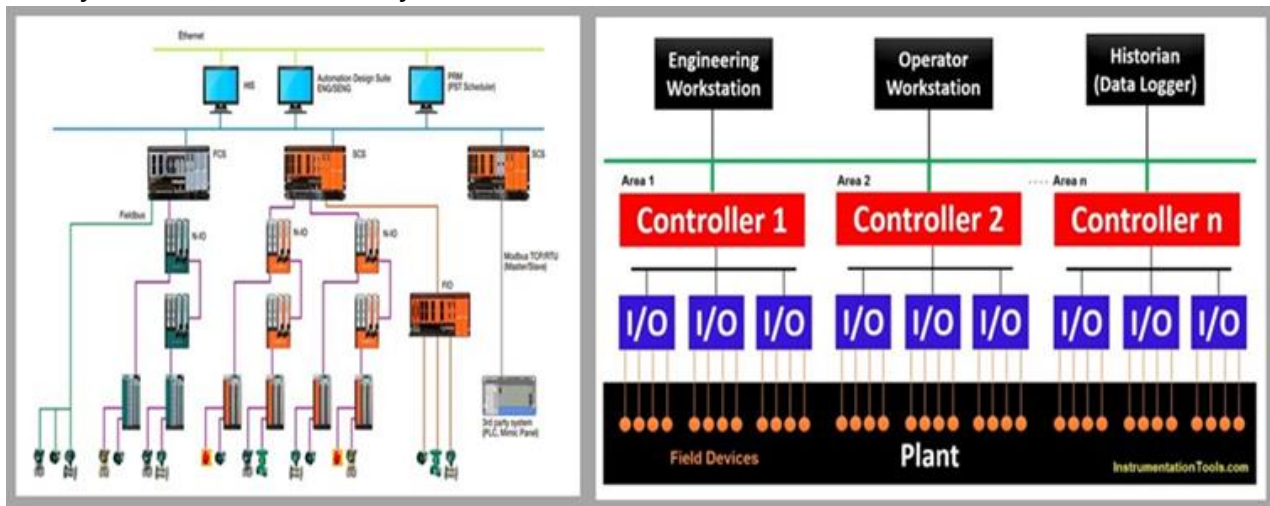 Ethernet
HIS
Automation Design Suite
ENG/SENG
PRM
(PST Scheduler)
FCS
SCS
SCS
Fieldbus
N-IO
N-IO
N-IO
Modbus TCP/RTU
(Master/Slave)
FIO
3rd party system
(PLC, Mimic Panel)
Engineering
Workstation
Operator
Workstation
Historian
(Data Logger)
Area 1
Area 2
.... Area n
Controller 1
Controller 2
Controller n
I/O I/O I/O I/O I/O I/O I/O I/O I/O
Field Devices
Plant
InstrumentationTools.com